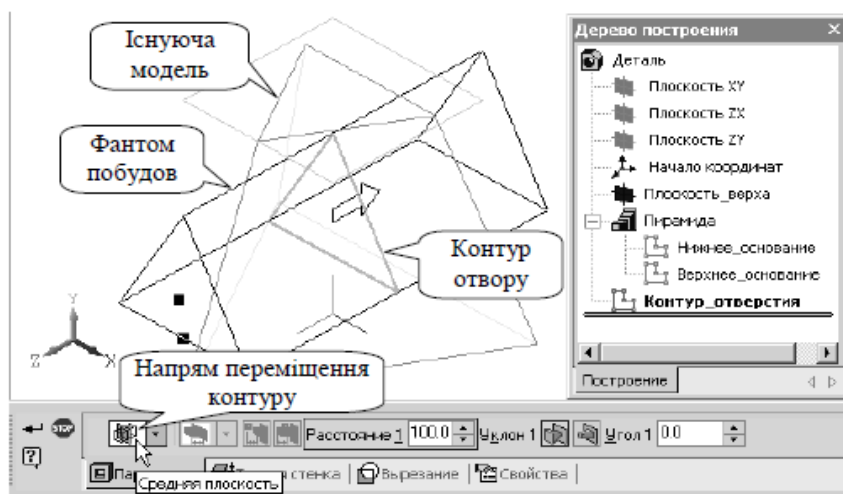 Існуюча
модель
Фантом
побудов
Контур
отвору
Напрям переміщення
контуру
Y
Z
X
Дерево построения
Деталь
Плоскость XY
Плоскость ZX
Плоскость ZY
Начало координат
Плоскость_верха
Пирамида
Нижнее_основание
Верхнее_основание
Контур_отверстия
Построение
STOP
Расстояние 1 100.0 Уклон 1 Угол 1 0.0
стенка Вырезание Свойства
Средняя плоскость